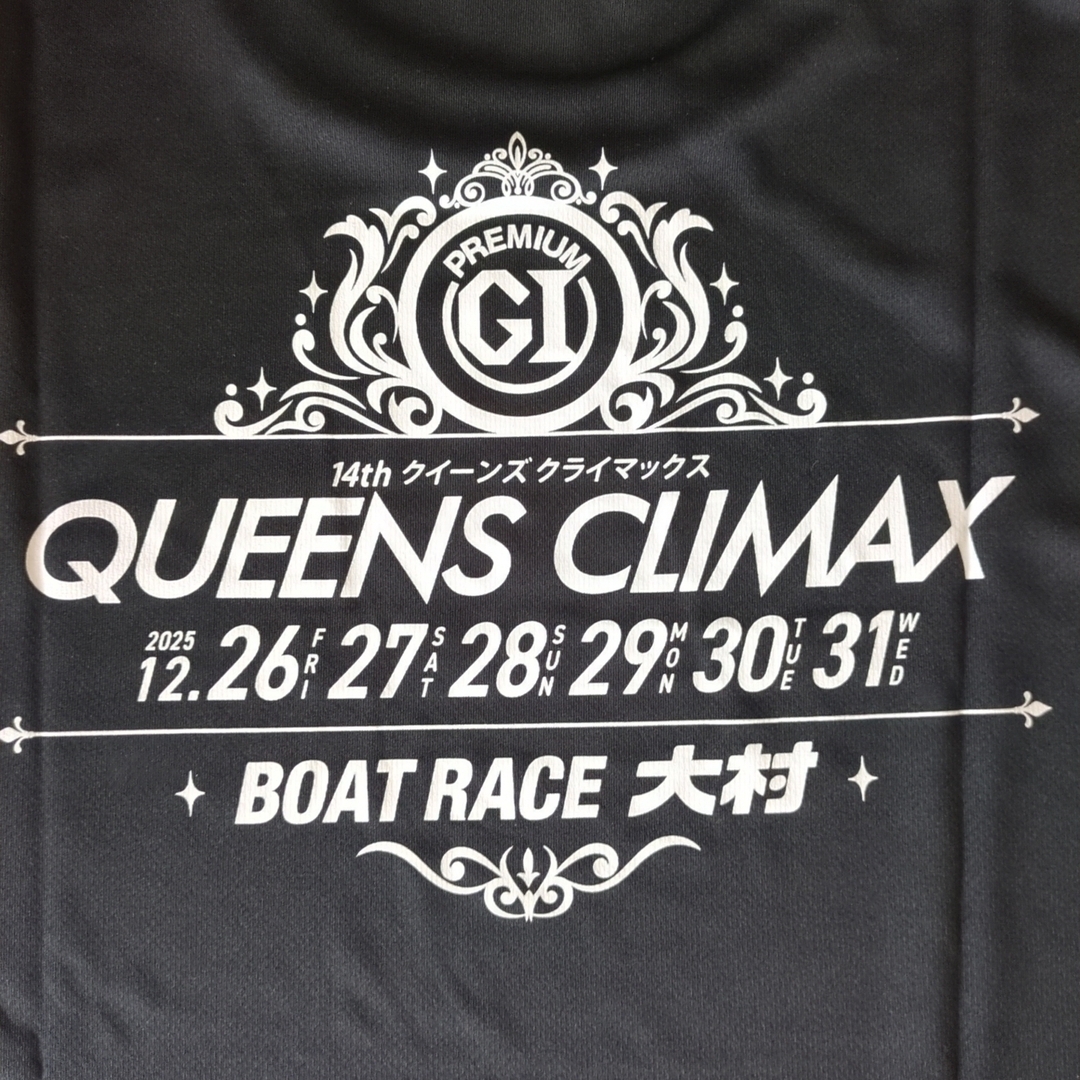 PREMIUM
GI
14th クイーンズクライマックス
QUEENS CLIMAX
2025
12.26 FRI 27 SAT 28 SUN 29 MON 30 TUE 31 WED
BOAT RACE 大村